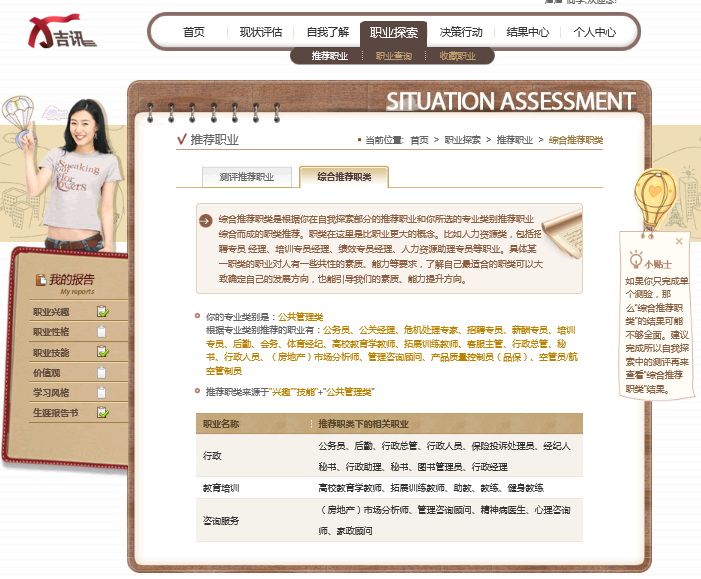 吉讯
首页
现状评估
自我了解
职业探索
决策行动
结果中心
个人中心
推荐职业
职业查询
收藏职业
SITUATION ASSESSMENT
推荐职业
当前位置: 首页 > 职业探索 > 推荐职业 > 综合推荐职类
测评推荐职业
综合推荐职类
综合推荐职类是根据你在自我探索部分的推荐职业和你所选的专业类别推荐职业
综合而成的职类推荐。职类在这里是比职业更大的概念。比如人力资源类，包括招
聘专员 经理、培训专员经理、绩效专员经理、人力资源助理专员等职业。具体某
一职类的职业对人有一些共性的素质、能力等要求，了解自己最适合的职类可以大
致确定自己的发展方向，也能引导我们的素质、能力提升方向。
你的专业类别是：公共管理类
根据专业类别推荐的职业有：公务员、公关经理、危机处理专家、招聘专员、薪酬专员、培训
专员、后勤、会务、体育经纪、高校教育学教师、拓展训练教师、客服主管、行政总管、秘
书、行政人员、（房地产）市场分析师、管理咨询顾问、产品质量控制员（品保）、空管员/航
空管制员
推荐职类来源于"兴趣""技能"+"公共管理类"
职业名称
推荐职类下的相关职业
行政
公务员、后勤、行政总管、行政人员、保险投诉处理员、经纪人
秘书、行政助理、秘书、图书管理员、行政经理
教育培训
高校教育学教师、拓展训练教师、助教、教练、健身教练
咨询服务
（房地产）市场分析师、管理咨询顾问、精神病医生、心理咨询
师、家政顾问
Speaking
out for
lovers
我的报告
My reports
职业兴趣
职业性格
职业技能
价值观
学习风格
生涯报告书
小贴士
如果你只完成单
个测验，那
么"综合推荐职
类"的结果可能
不够全面。建议
完成所以自我探
索中的测评再来
查看"综合推荐
职类"结果。